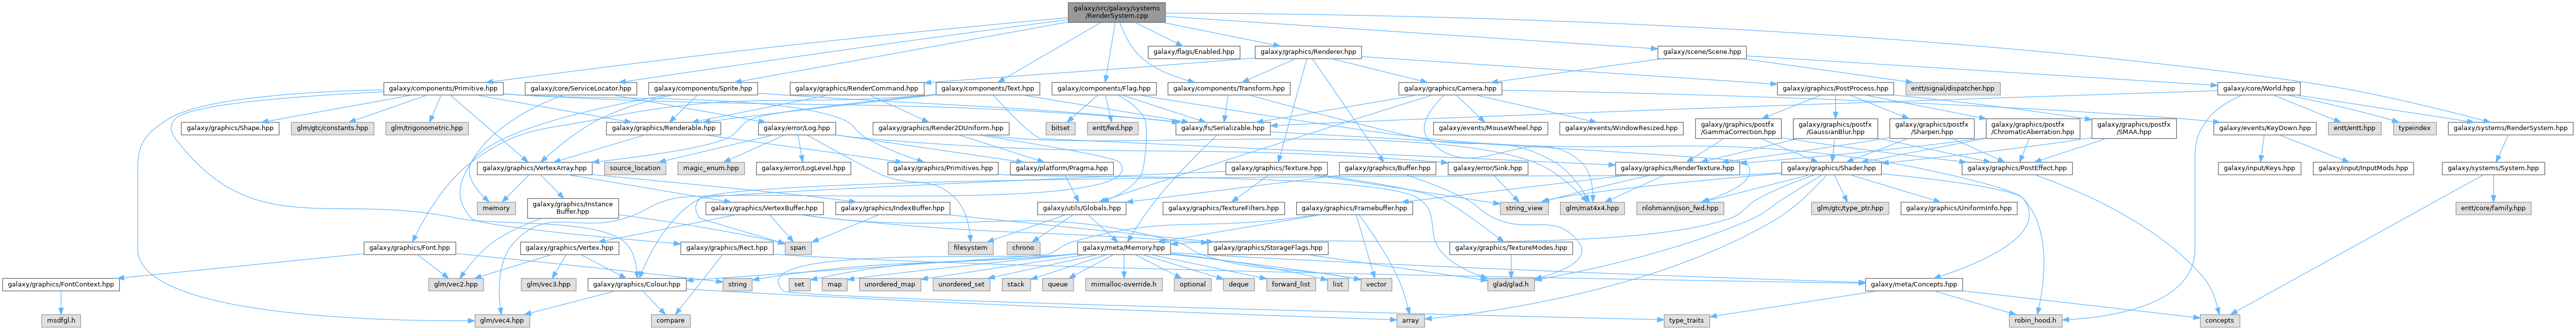 galaxy/src/galaxy/systems
/RenderSystem.cpp
galaxy/flags/Enabled.hpp
galaxy/graphics/Renderer.hpp
galaxy/scene/Scene.hpp
galaxy/components/Primitive.hpp
galaxy/core/ServiceLocator.hpp
galaxy/components/Sprite.hpp
galaxy/graphics/RenderCommand.hpp
galaxy/components/Text.hpp
galaxy/components/Flag.hpp
galaxy/components/Transform.hpp
galaxy/graphics/Camera.hpp
galaxy/graphics/PostProcess.hpp
entt/signal/dispatcher.hpp
galaxy/core/World.hpp
galaxy/graphics/Shape.hpp
glm/gtc/constants.hpp
glm/trigonometric.hpp
galaxy/graphics/Renderable.hpp
galaxy/error/Log.hpp
galaxy/graphics/Render2DUniform.hpp
bitset
entt/fwd.hpp
galaxy/fs/Serializable.hpp
galaxy/events/MouseWheel.hpp
galaxy/events/WindowResized.hpp
galaxy/graphics/postfx
/GammaCorrection.hpp
galaxy/graphics/postfx
/GaussianBlur.hpp
galaxy/graphics/postfx
/Sharpen.hpp
galaxy/graphics/postfx
/ChromaticAberration.hpp
galaxy/graphics/postfx
/SMAA.hpp
galaxy/events/KeyDown.hpp
entt/entt.hpp
typeindex
galaxy/systems/RenderSystem.hpp
galaxy/graphics/VertexArray.hpp
source_location
magic_enum.hpp
galaxy/error/LogLevel.hpp
galaxy/graphics/Primitives.hpp
galaxy/platform/Pragma.hpp
galaxy/graphics/Texture.hpp
galaxy/graphics/Buffer.hpp
galaxy/error/Sink.hpp
galaxy/graphics/RenderTexture.hpp
galaxy/graphics/Shader.hpp
galaxy/graphics/PostEffect.hpp
galaxy/input/Keys.hpp
galaxy/input/InputMods.hpp
galaxy/systems/System.hpp
memory
galaxy/graphics/Instance
Buffer.hpp
galaxy/graphics/VertexBuffer.hpp
galaxy/graphics/IndexBuffer.hpp
galaxy/utils/Globals.hpp
galaxy/graphics/TextureFilters.hpp
galaxy/graphics/Framebuffer.hpp
string_view
glm/mat4x4.hpp
nlohmann/json_fwd.hpp
glm/gtc/type_ptr.hpp
galaxy/graphics/UniformInfo.hpp
entt/core/family.hpp
galaxy/graphics/Font.hpp
galaxy/graphics/Vertex.hpp
galaxy/graphics/Rect.hpp
span
filesystem
chrono
galaxy/meta/Memory.hpp
galaxy/graphics/StorageFlags.hpp
galaxy/graphics/TextureModes.hpp
galaxy/graphics/FontContext.hpp
glm/vec2.hpp
glm/vec3.hpp
galaxy/graphics/Colour.hpp
string
set
map
unordered_map
unordered_set
stack
queue
mimalloc-override.h
optional
deque
forward_list
list
vector
glad/glad.h
galaxy/meta/Concepts.hpp
msdfgl.h
glm/vec4.hpp
compare
array
type_traits
robin_hood.h
concepts